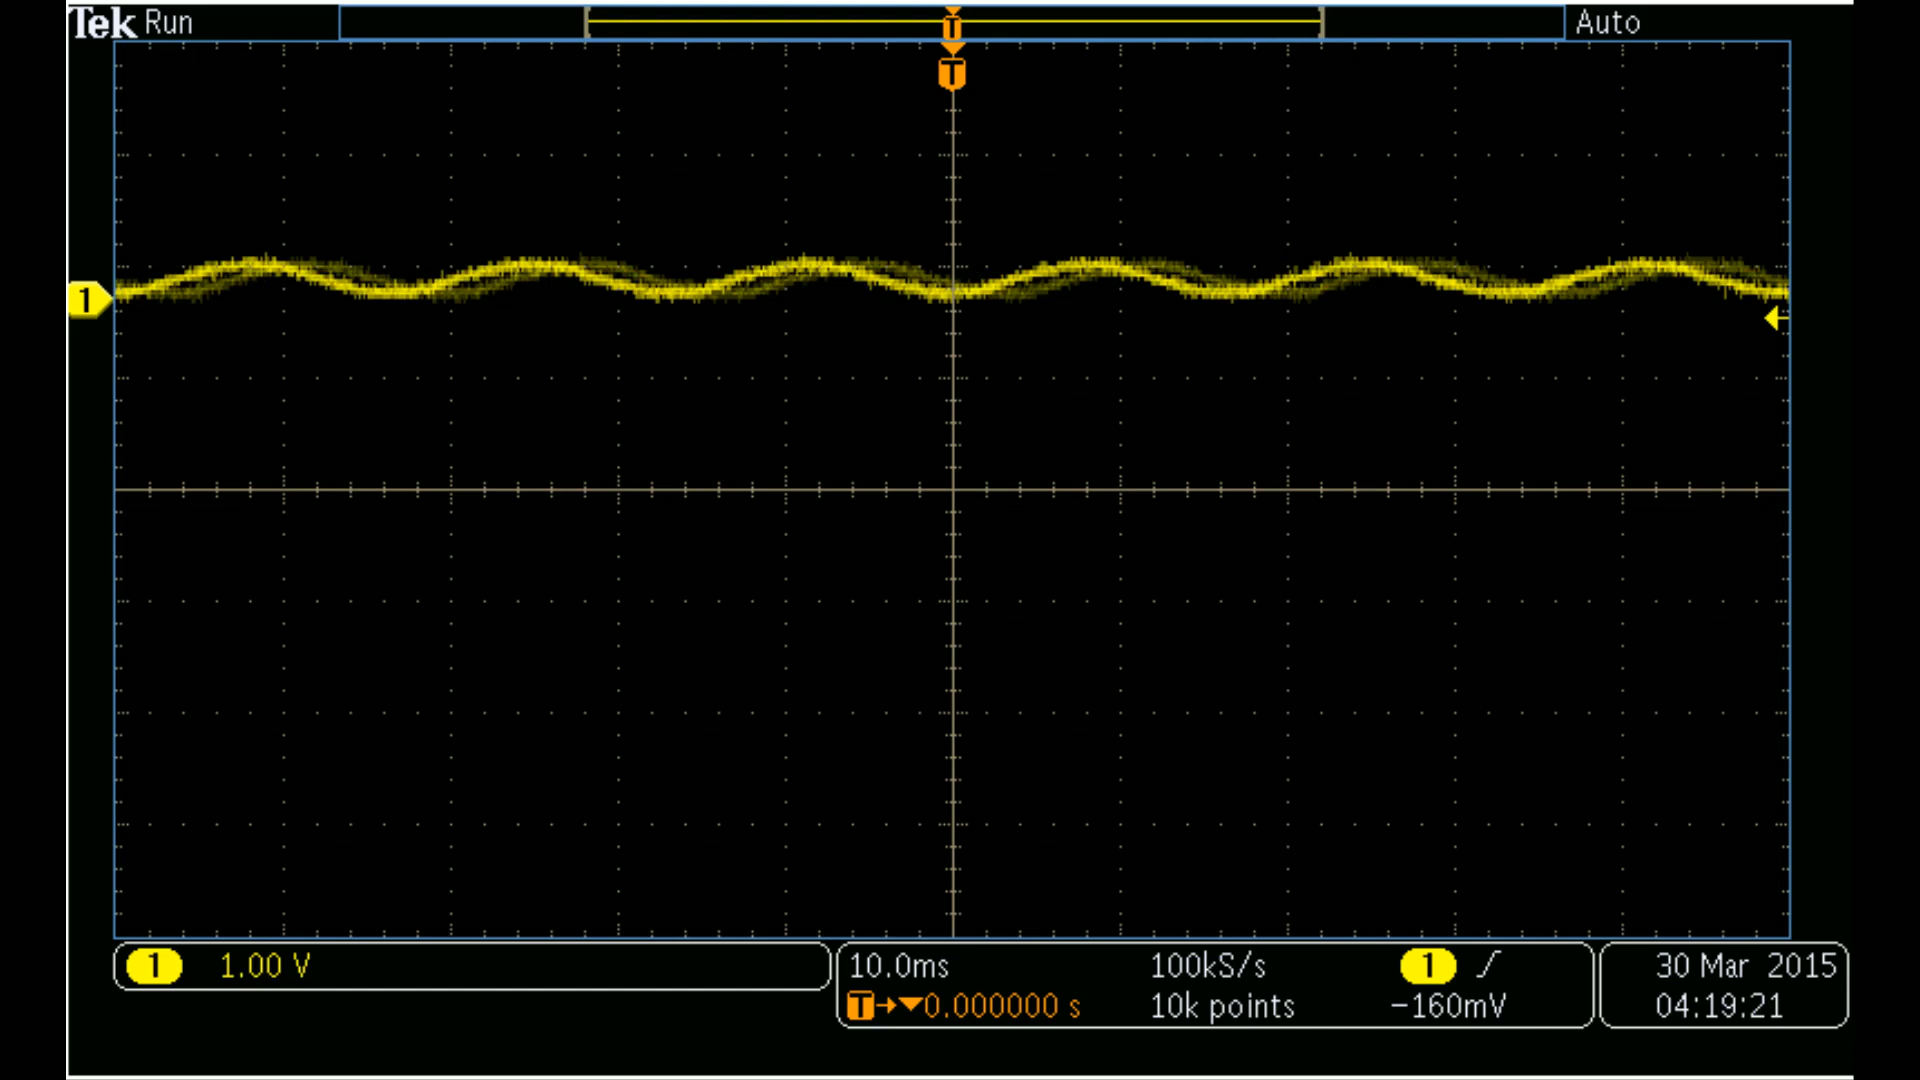 Tek Run Auto
T
T
1
1 1.00 V
10.0ms 100kS/s 1
T→▼0.000000 s 10k points −160mV
30 Mar 2015
04:19:21